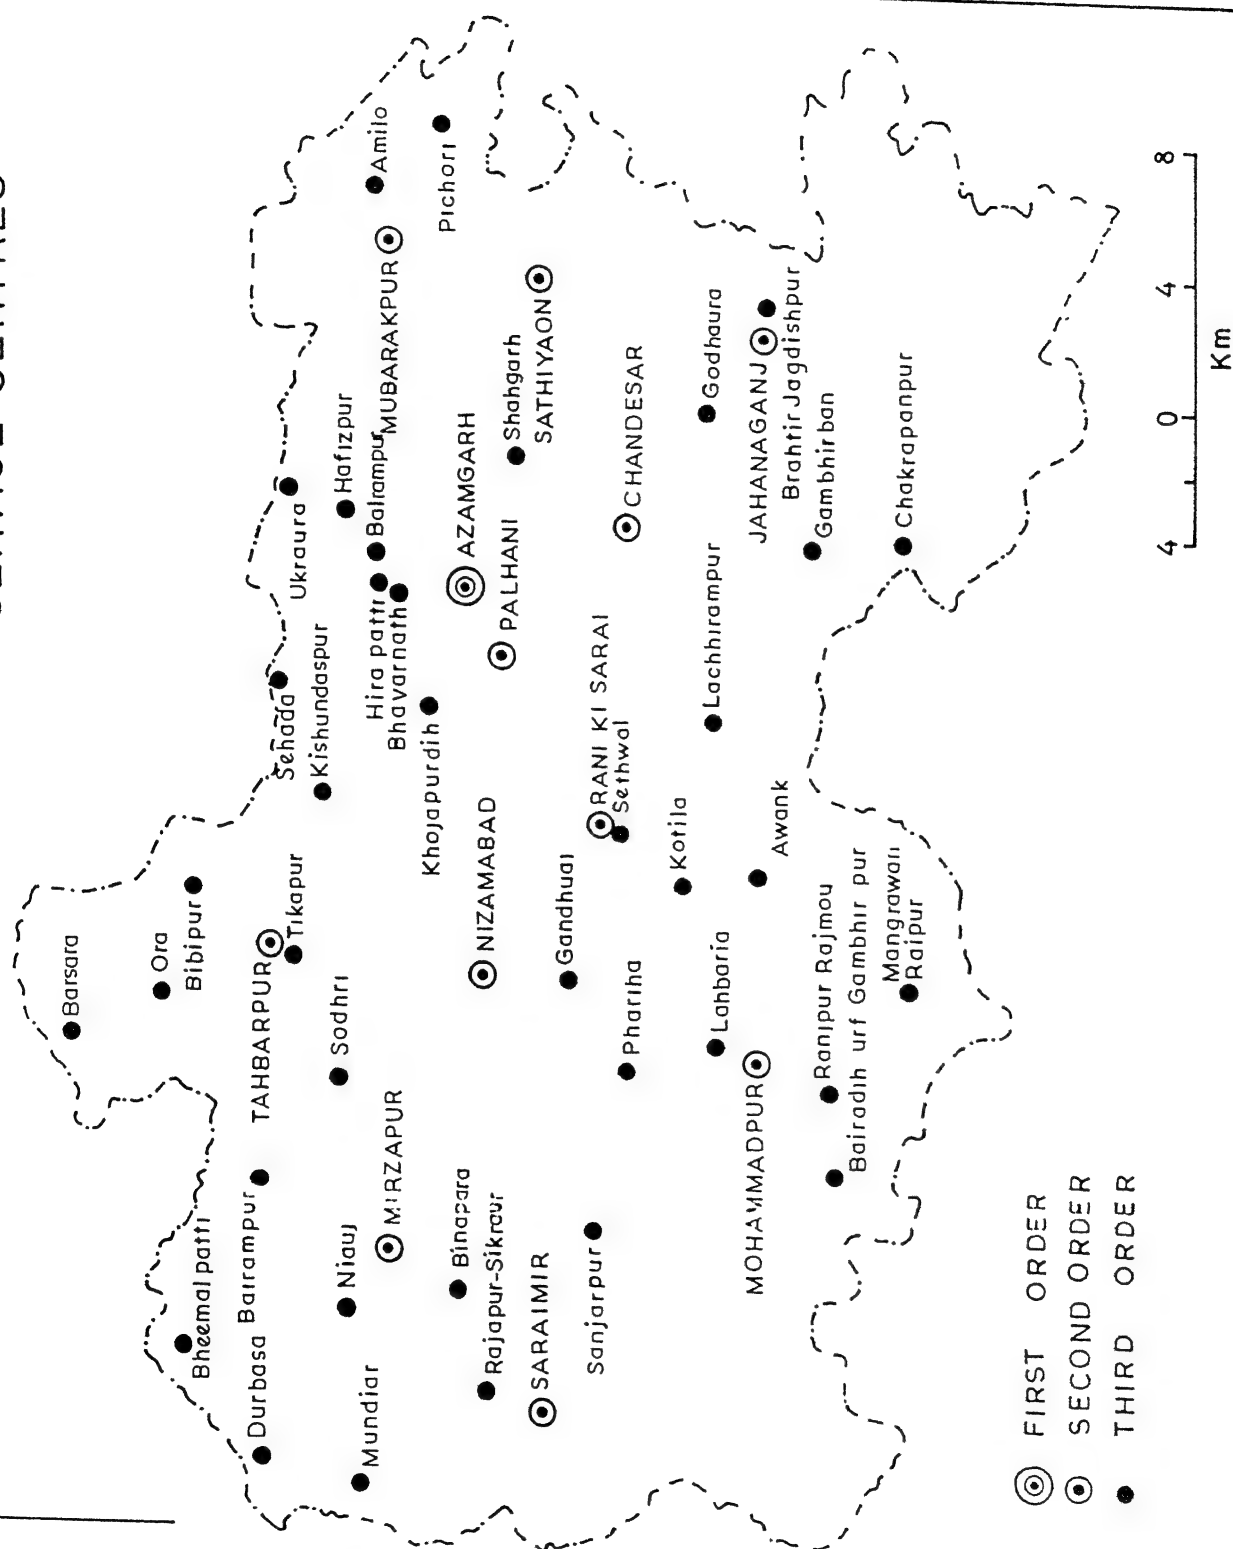 Barsara
Ora
Bibipur
TAHBARPUR
Tikapur
Sodhri
Bheemalpatti
Bairampur
Durbasa
Niauj
Mundiar
MIRZAPUR
Binapara
Rajapur-Sikraur
SARAIMIR
Sanjarpur
Sehada
Kishundaspur
Ukraura
Hafizpur
Balrampur
Hira patti
Bhavarnath
Khojapurdih
MUBARAKPUR
Amilo
Pichori
AZAMGARH
PALHANI
Shahgarh
SATHIYAON
NIZAMABAD
Gandhuai
Phariha
RANI KI SARAI
Sethwal
CHANDESAR
Kotila
Lachhirampur
Godhaura
Lahbaria
MOHAMMADPUR
Awank
JAHANAGANJ
Brahtir Jagdishpur
Gambhirban
Chakrapanpur
Ranipur Rajmou
Bairadih urf Gambhir pur
Mangrawan
Raipur
FIRST ORDER
SECOND ORDER
THIRD ORDER
4 0 4 8
Km